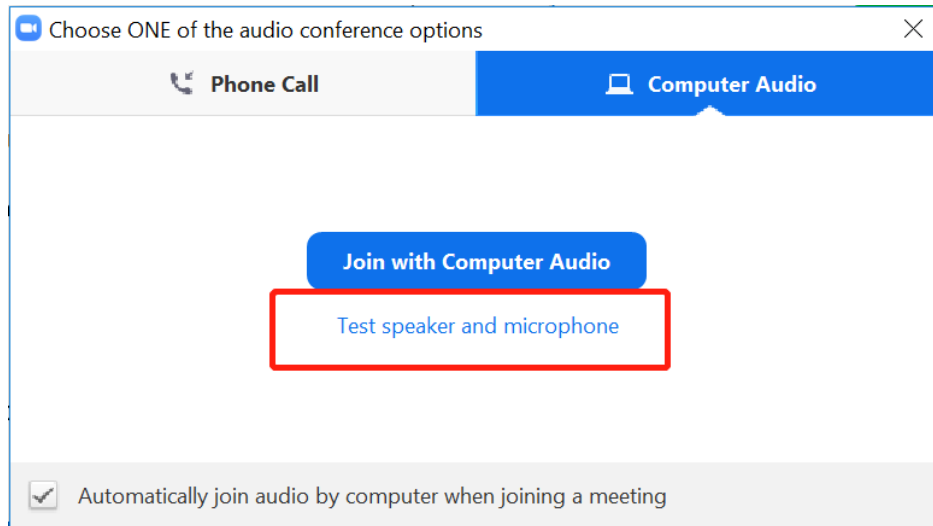 Choose ONE of the audio conference options
Phone Call
Computer Audio
Join with Computer Audio
Test speaker and microphone
Automatically join audio by computer when joining a meeting